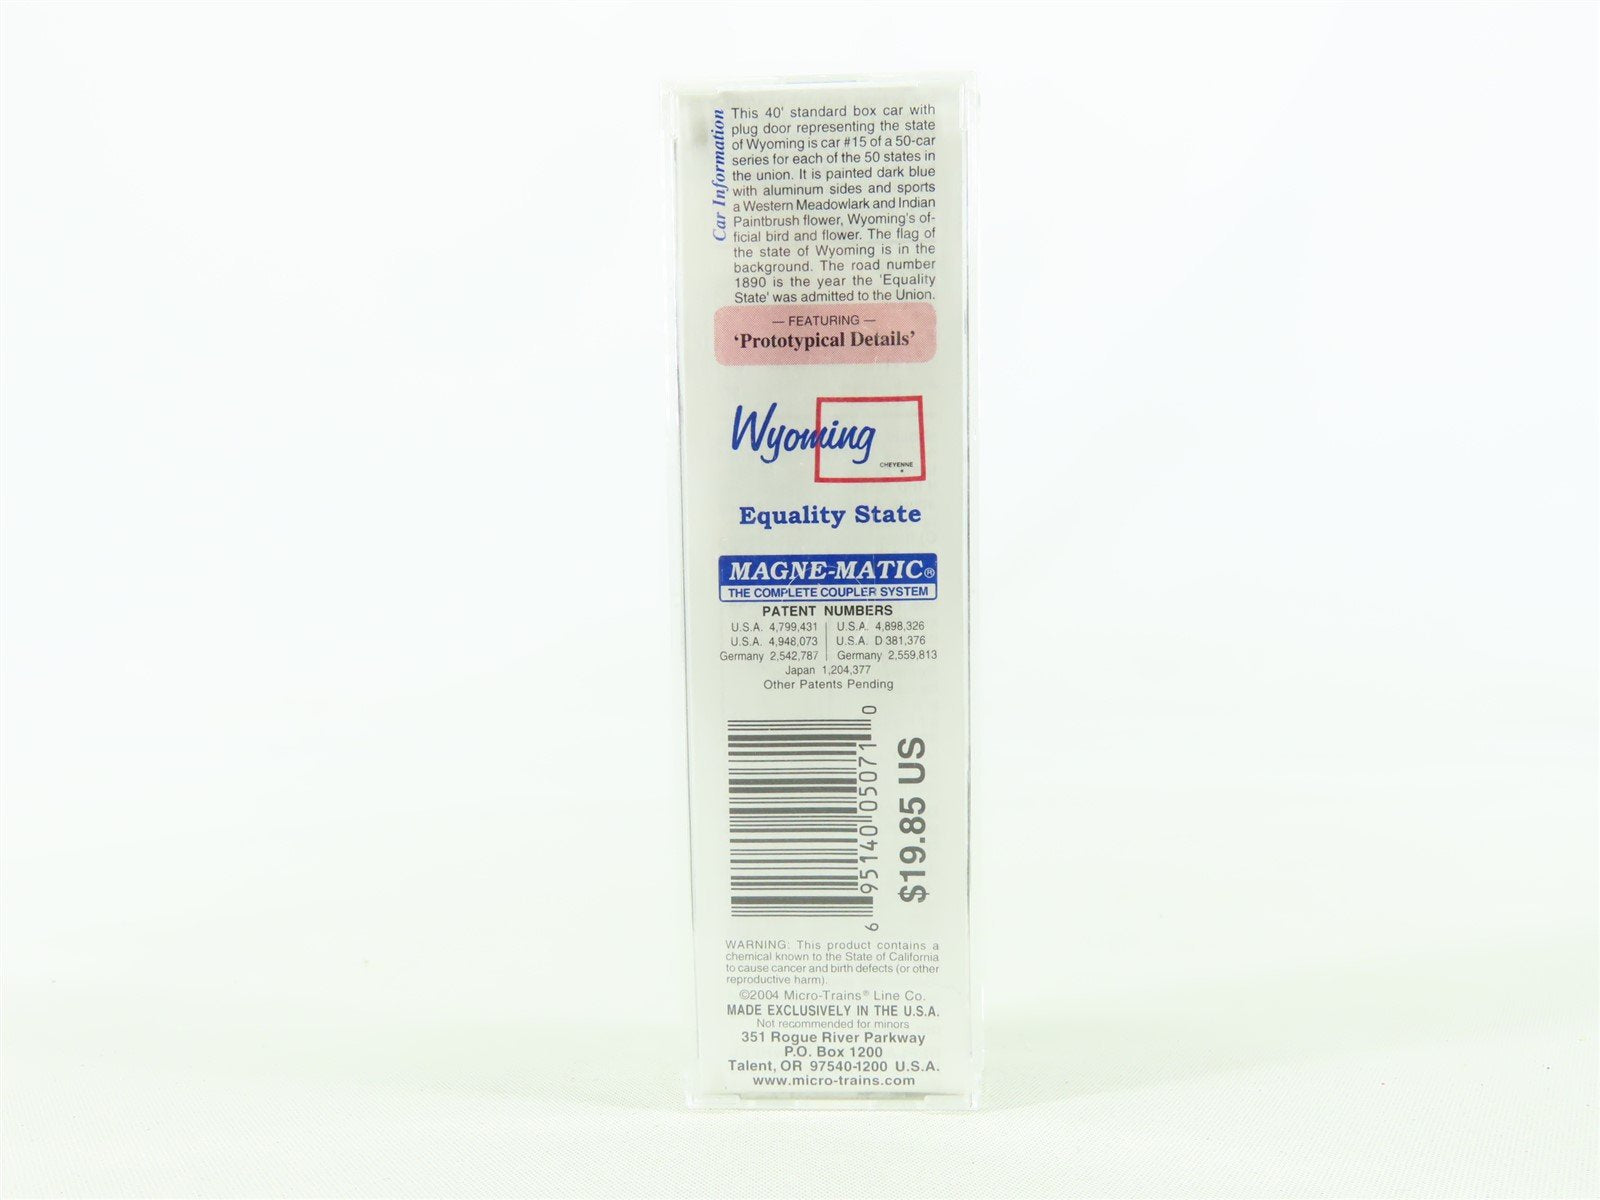 Car Information
This 40' standard box car with
plug door representing the state
of Wyoming is car #15 of a 50-car
series for each of the 50 states in
the union. It is painted dark blue
with aluminum sides and sports
a Western Meadowlark and Indian
Paintbrush flower, Wyoming's of-
ficial bird and flower. The flag of
the state of Wyoming is in the
background. The road number
1890 is the year the 'Equality
State' was admitted to the Union.
— FEATURING —
‘Prototypical Details’
Wyoming
CHEYENNE
Equality State
MAGNE-MATIC®
THE COMPLETE COUPLER SYSTEM
PATENT NUMBERS
U.S.A. 4,799,431 | U.S.A. 4,898,326
U.S.A. 4,948,073 | U.S.A. D 381,376
Germany 2,542,787 | Germany 2,559,813
Japan 1,204,377
Other Patents Pending
6 95140 05071 0
$19.85 US
WARNING: This product contains a
chemical known to the State of California
to cause cancer and birth defects (or other
reproductive harm).
©2004 Micro-Trains® Line Co.
MADE EXCLUSIVELY IN THE U.S.A.
Not recommended for minors
351 Rogue River Parkway
P.O. Box 1200
Talent, OR 97540-1200 U.S.A.
www.micro-trains.com